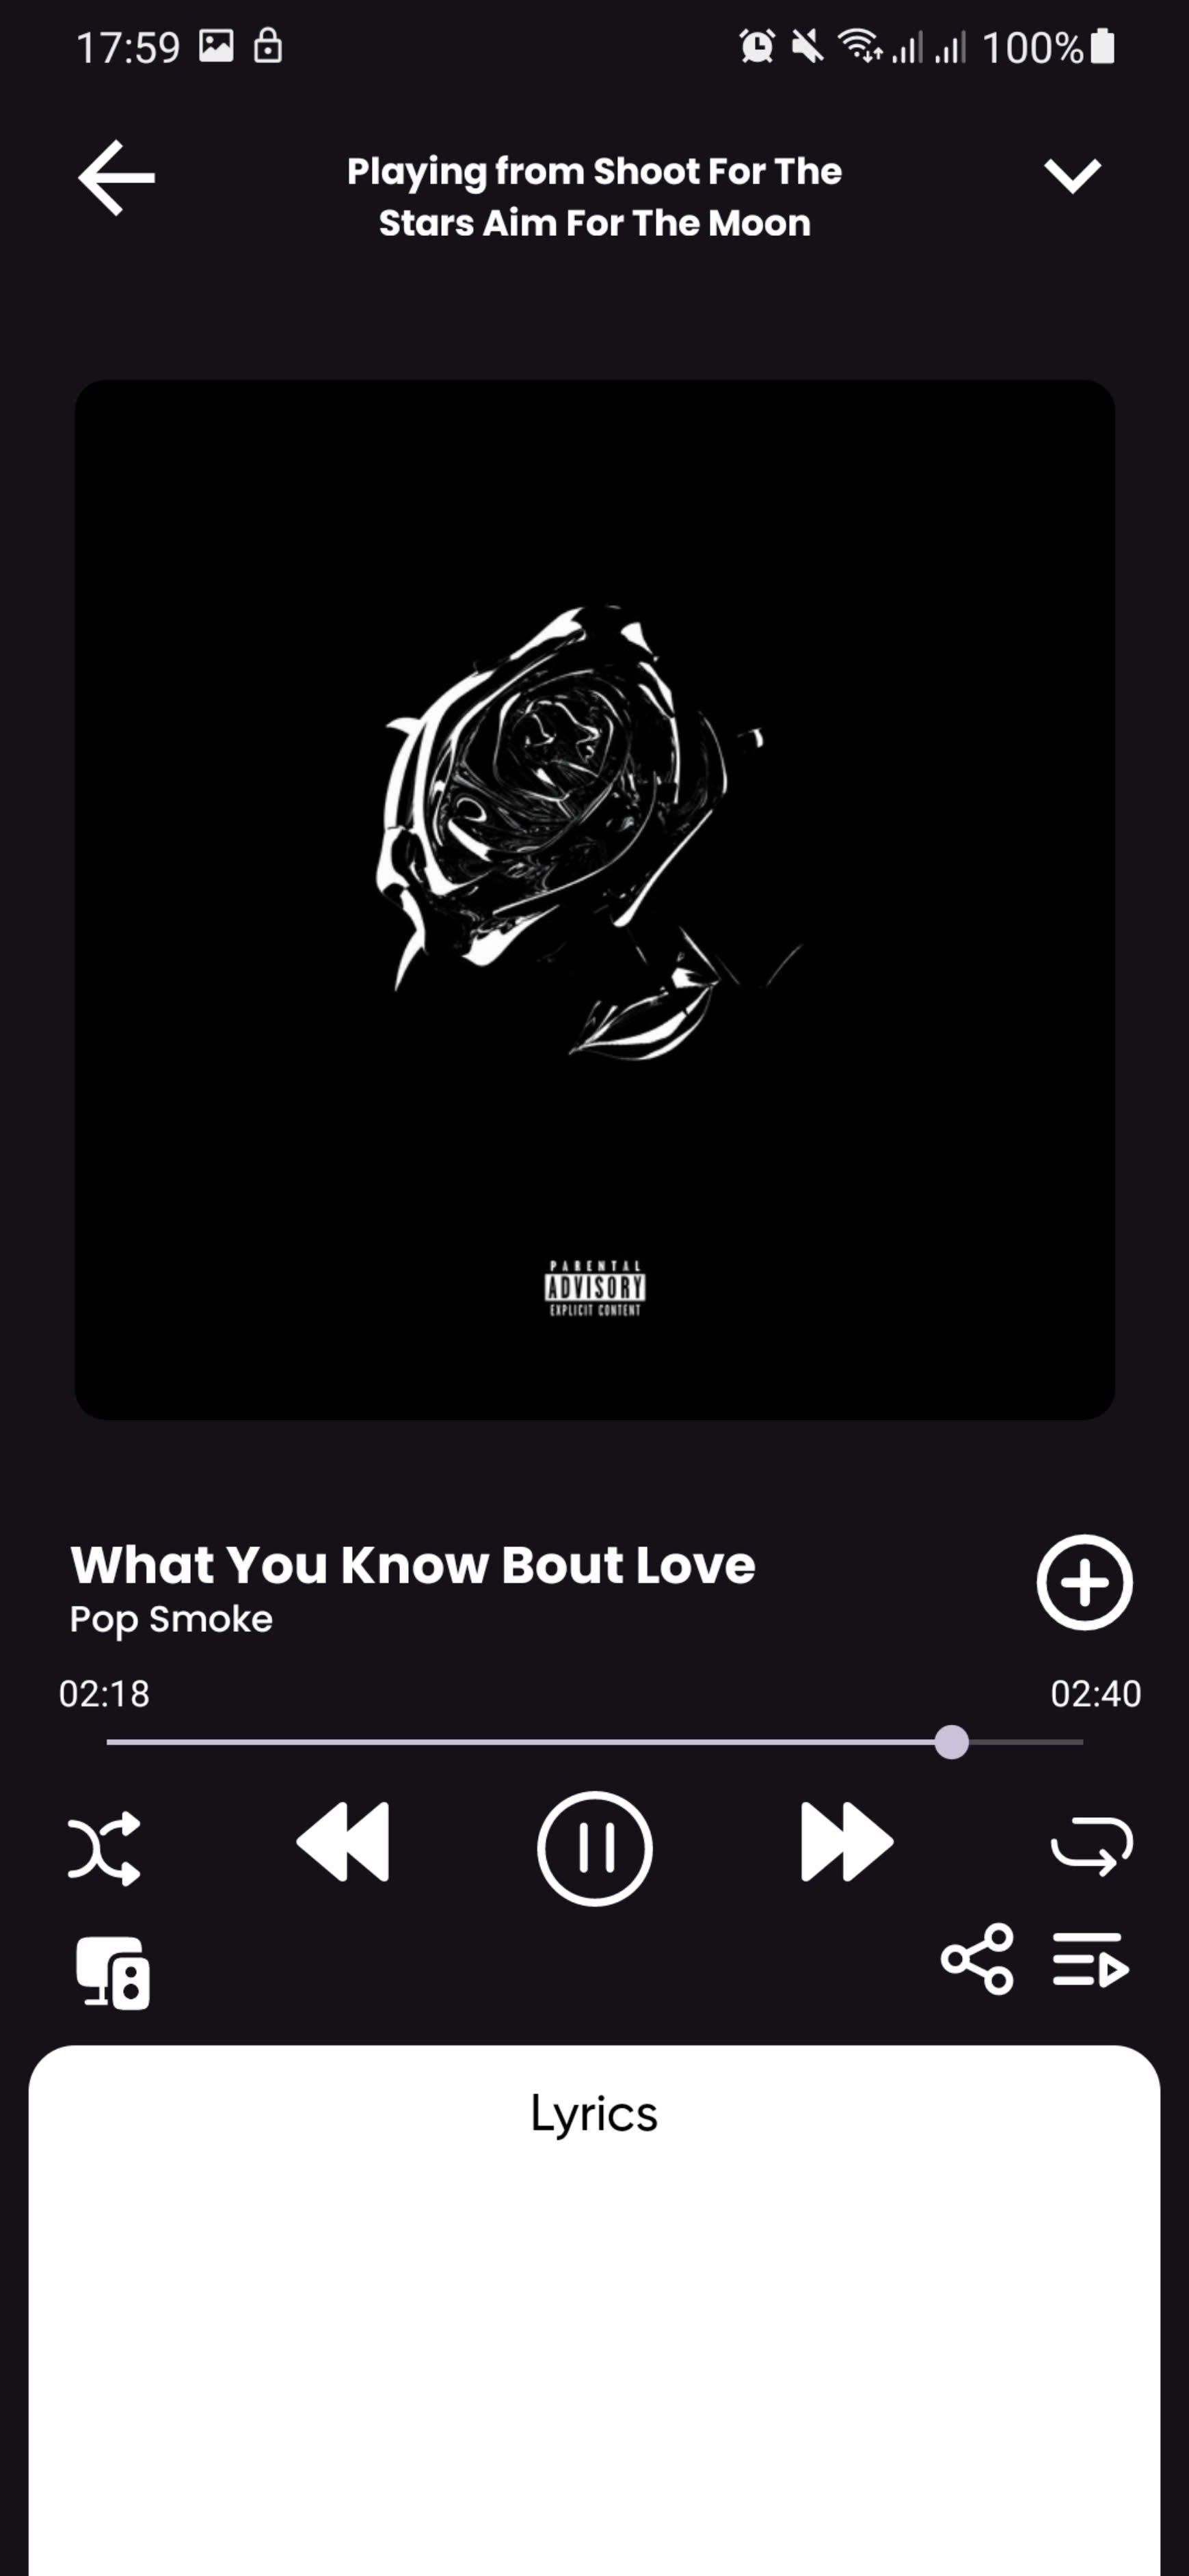 17:59
100%
Playing from Shoot For The
Stars Aim For The Moon
PARENTAL
ADVISORY
EXPLICIT CONTENT
What You Know Bout Love
Pop Smoke
02:18
02:40
Lyrics